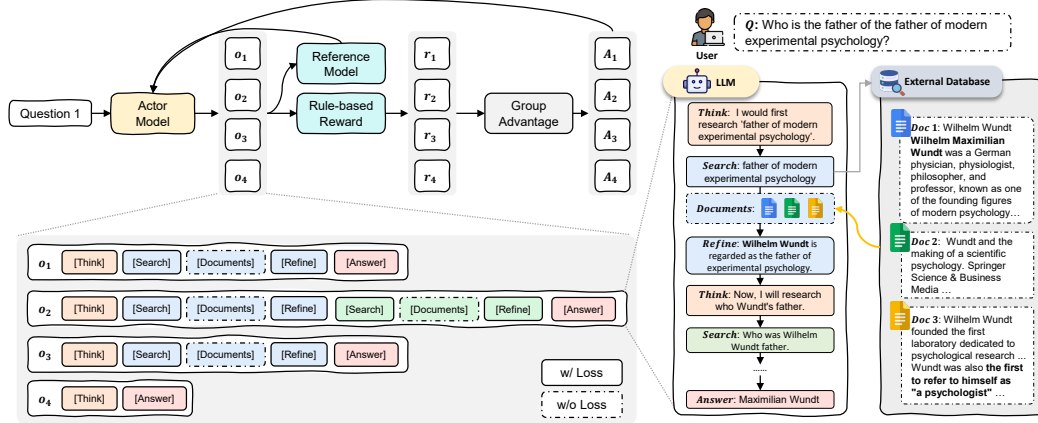 Question 1
Actor
Model
o1
o2
o3
o4
Reference
Model
Rule-based
Reward
r1
r2
r3
r4
Group
Advantage
A1
A2
A3
A4
o1 [Think] [Search] [Documents] [Refine] [Answer]
o2 [Think] [Search] [Documents] [Refine] [Search] [Documents] [Refine] [Answer]
o3 [Think] [Search] [Documents] [Refine] [Answer]
o4 [Think] [Answer]
w/ Loss
w/o Loss
User
Q: Who is the father of the father of modern
experimental psychology?
LLM
Think: I would first
research 'father of modern
experimental psychology'.
Search: father of modern
experimental psychology
Documents:
Refine: Wilhelm Wundt is
regarded as the father of
experimental psychology.
Think: Now, I will research
who Wundt's father.
Search: Who was Wilhelm
Wundt father.
......
Answer: Maximilian Wundt
External Database
Doc 1: Wilhelm Wundt
Wilhelm Maximilian
Wundt was a German
physician, physiologist,
philosopher, and
professor, known as one
of the founding figures
of modern psychology...
Doc 2: Wundt and the
making of a scientific
psychology. Springer
Science & Business
Media ...
Doc 3: Wilhelm Wundt
founded the first
laboratory dedicated to
psychological research ...
Wundt was also the first
to refer to himself as
"a psychologist" ...